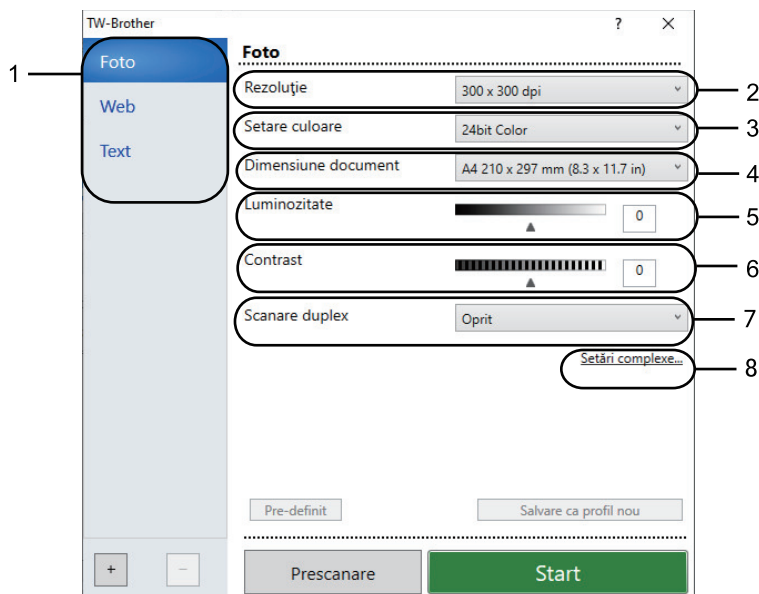 TW-Brother ? ×
1
Foto
Web
Text
Foto
Rezoluţie 300 x 300 dpi 2
Setare culoare 24bit Color 3
Dimensiune document A4 210 x 297 mm (8.3 x 11.7 in) 4
Luminozitate 0 5
Contrast 0 6
Scanare duplex Oprit 7
Setări complexe... 8
Pre-definit Salvare ca profil nou
+ − Prescanare Start